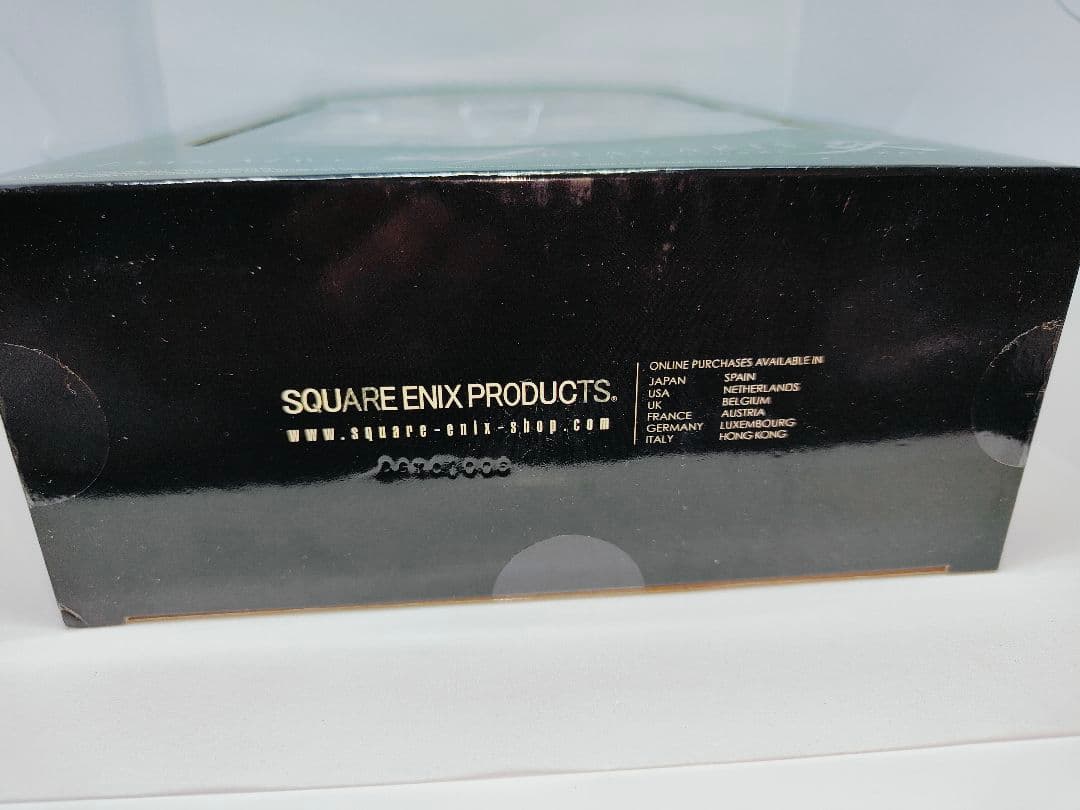 SQUARE ENIX PRODUCTS®
www.square-enix-shop.com
ONLINE PURCHASES AVAILABLE IN
JAPAN
USA
UK
FRANCE
GERMANY
ITALY
SPAIN
NETHERLANDS
BELGIUM
AUSTRIA
LUXEMBOURG
HONG KONG